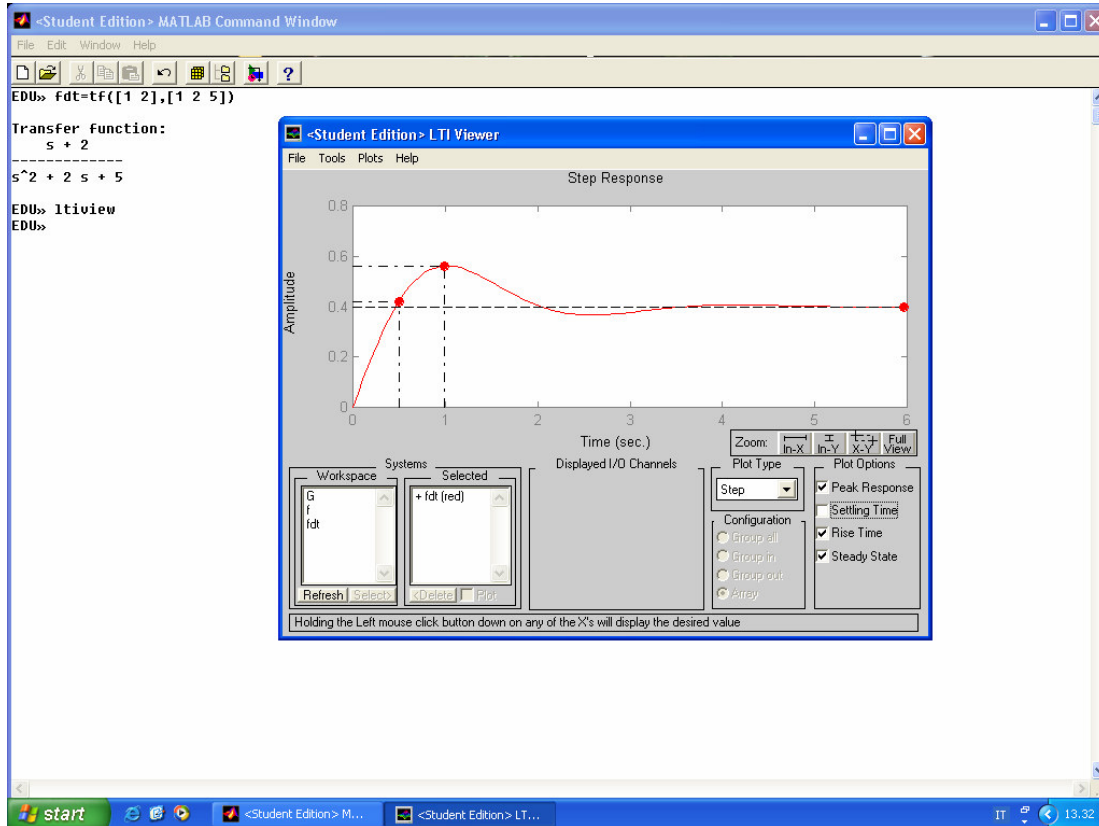 <Student Edition> MATLAB Command Window
File Edit Window Help
EDU» fdt=tf([1 2],[1 2 5])
Transfer function:
s + 2
-------------
s^2 + 2 s + 5
EDU» ltiview
EDU»
<Student Edition> LTI Viewer
File Tools Plots Help
Step Response
Amplitude
0.8
0.6
0.4
0.2
0
0 1 2 3 4 5 6
Time (sec.)
Zoom: In-X In-Y X-Y Full View
Systems
Workspace
G
f
fdt
Refresh Select>
Selected
+ fdt (red)
<Delete Plot
Displayed I/O Channels
Plot Type
Step
Configuration
Group all
Group in
Group out
Array
Plot Options
Peak Response
Settling Time
Rise Time
Steady State
Holding the Left mouse click button down on any of the X's will display the desired value
start
<Student Edition> M...
<Student Edition> LT...
IT
13.32